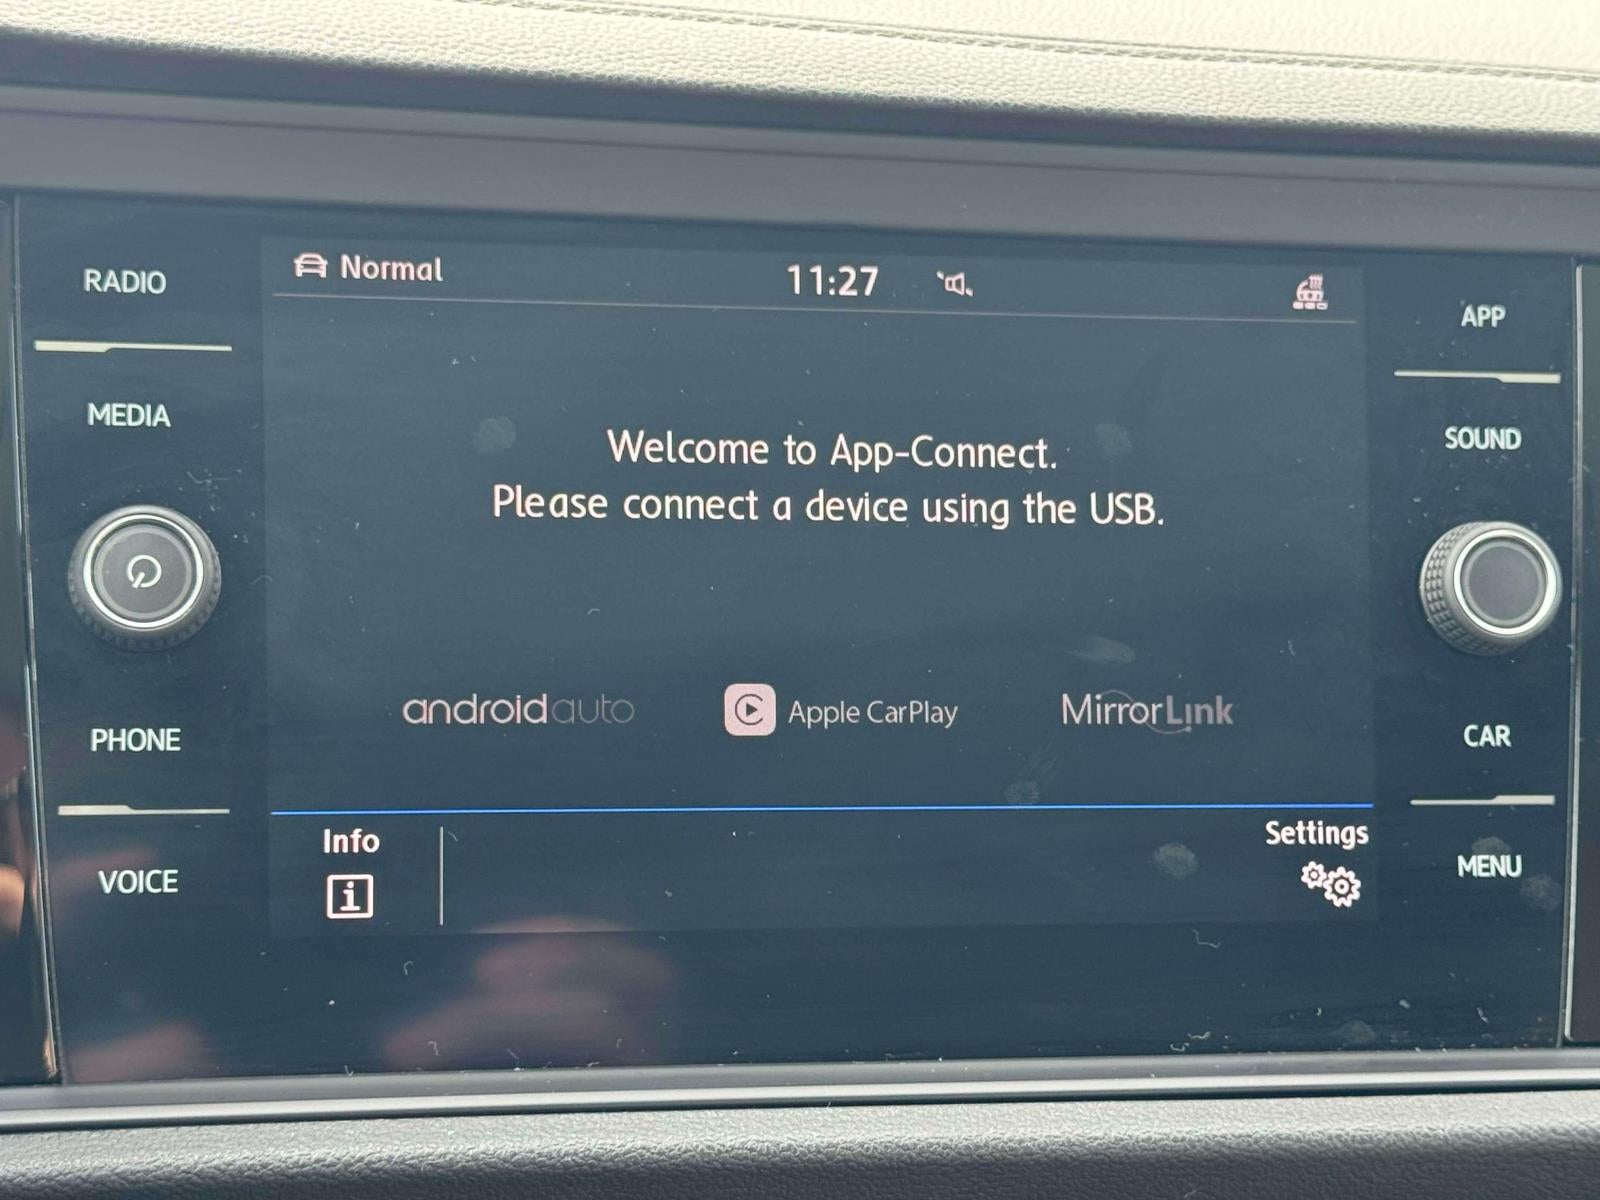 RADIO
MEDIA
PHONE
VOICE
Normal
11:27
Welcome to App-Connect.
Please connect a device using the USB.
androidauto
Apple CarPlay
MirrorLink
Info
i
Settings
APP
SOUND
CAR
MENU